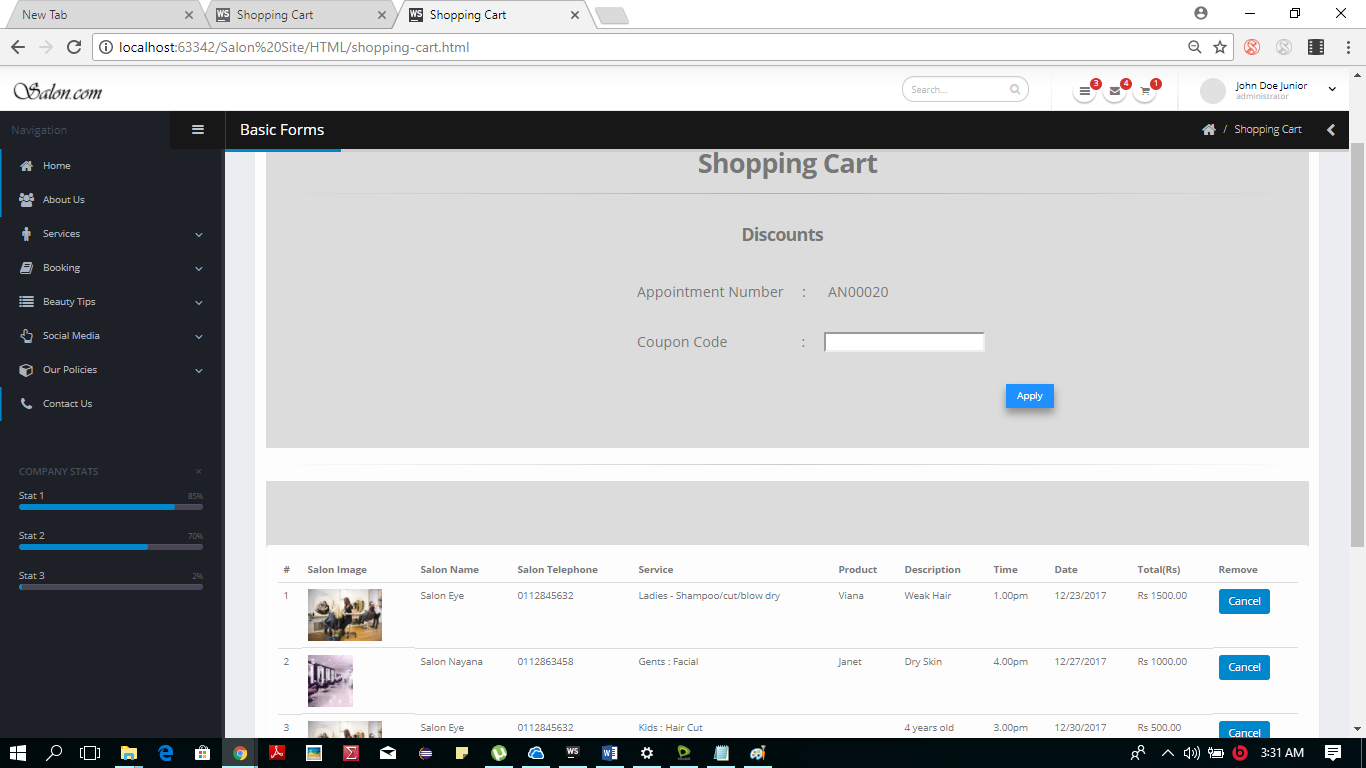 New Tab
Shopping Cart
Shopping Cart
localhost:63342/Salon%20Site/HTML/shopping-cart.html
Salon.com
Search...
3
4
1
John Doe Junior
administrator
Navigation
Basic Forms
/ Shopping Cart
Home
About Us
Services
Booking
Beauty Tips
Social Media
Our Policies
Contact Us
COMPANY STATS ×
Stat 1 85%
Stat 2 70%
Stat 3 2%
Shopping Cart
Discounts
Appointment Number : AN00020
Coupon Code :
Apply
# Salon Image Salon Name Salon Telephone Service Product Description Time Date Total(Rs) Remove
1 Salon Eye 0112845632 Ladies - Shampoo/cut/blow dry Viana Weak Hair 1.00pm 12/23/2017 Rs 1500.00 Cancel
2 Salon Nayana 0112863458 Gents : Facial Janet Dry Skin 4.00pm 12/27/2017 Rs 1000.00 Cancel
3 Salon Eye 0112845632 Kids : Hair Cut 4 years old 3.00pm 12/30/2017 Rs 500.00 Cancel
3:31 AM